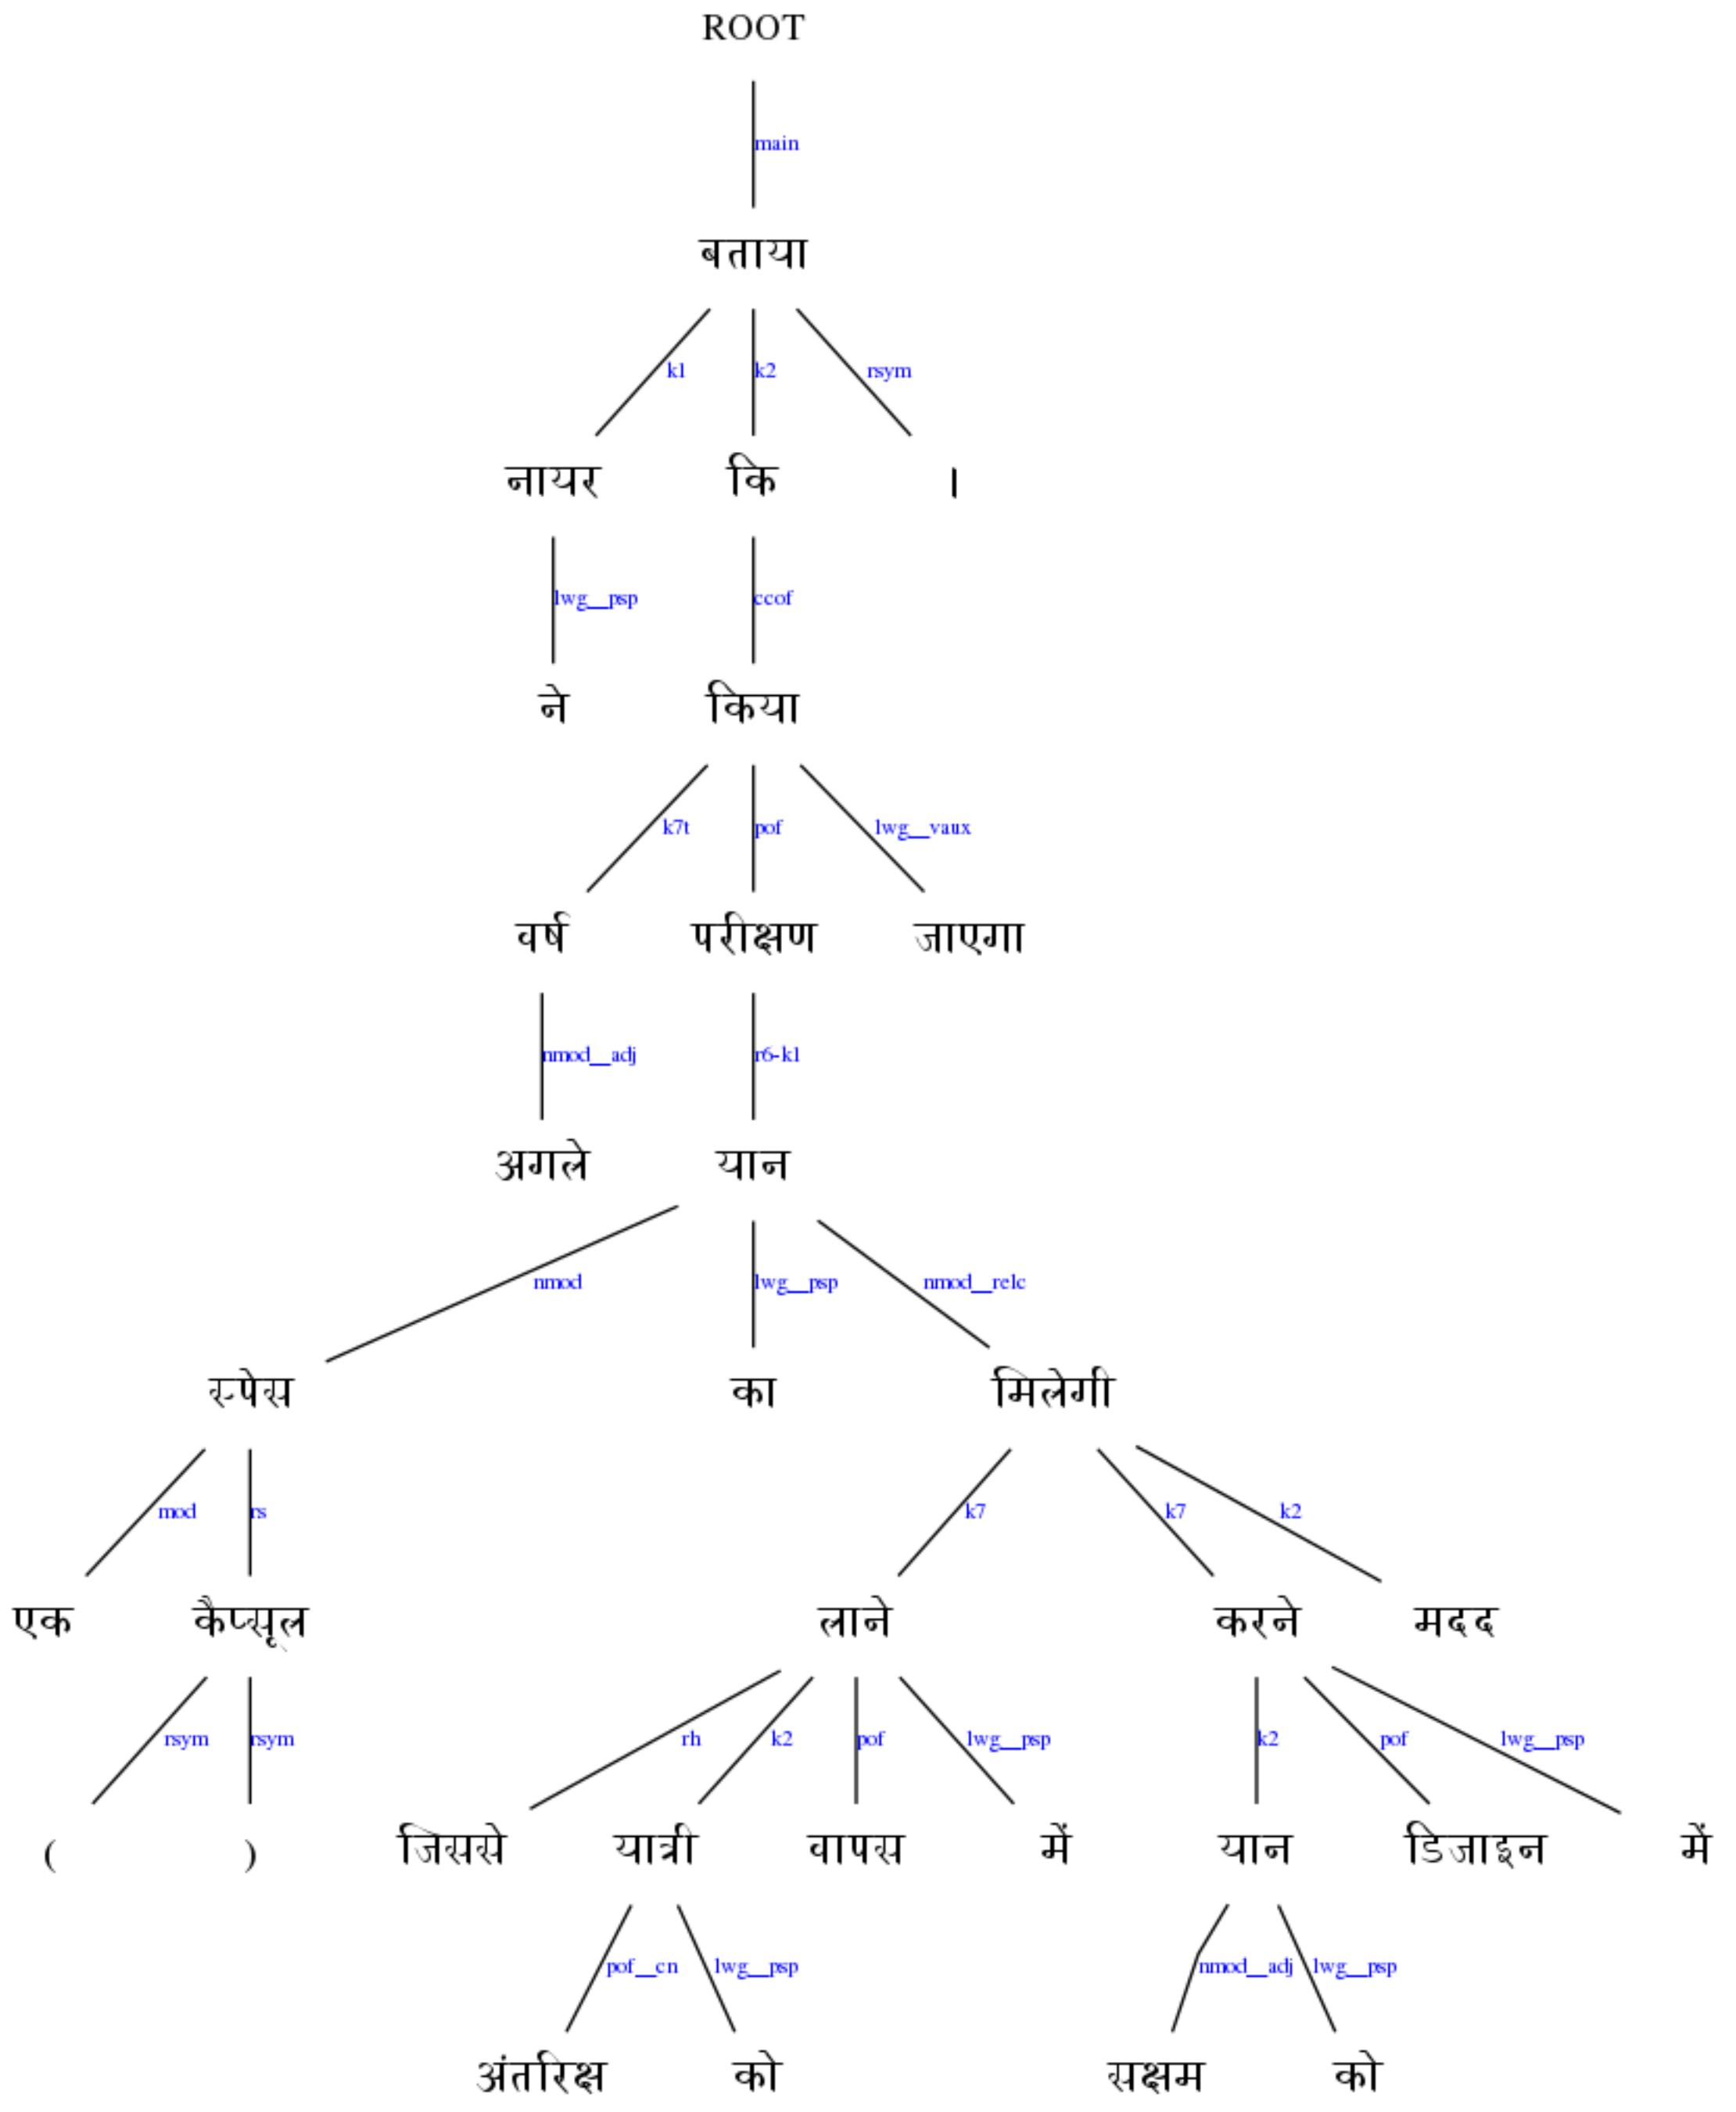 ROOT
main
बताया
k1 k2 rsym
नायर कि ।
lwg__psp ccof
ने किया
k7t pof lwg__vaux
वर्ष परीक्षण जाएगा
nmod__adj r6-k1
अगले यान
nmod lwg__psp nmod__relc
स्पेस का मिलेगी
mod rs k7 k7 k2
एक कैप्सूल लाने करने मदद
rsym rsym rh k2 pof lwg__psp k2 pof lwg__psp
( ) जिससे यात्री वापस में यान डिजाइन में
pof__cn lwg__psp nmod__adj lwg__psp
अंतरिक्ष को सक्षम को